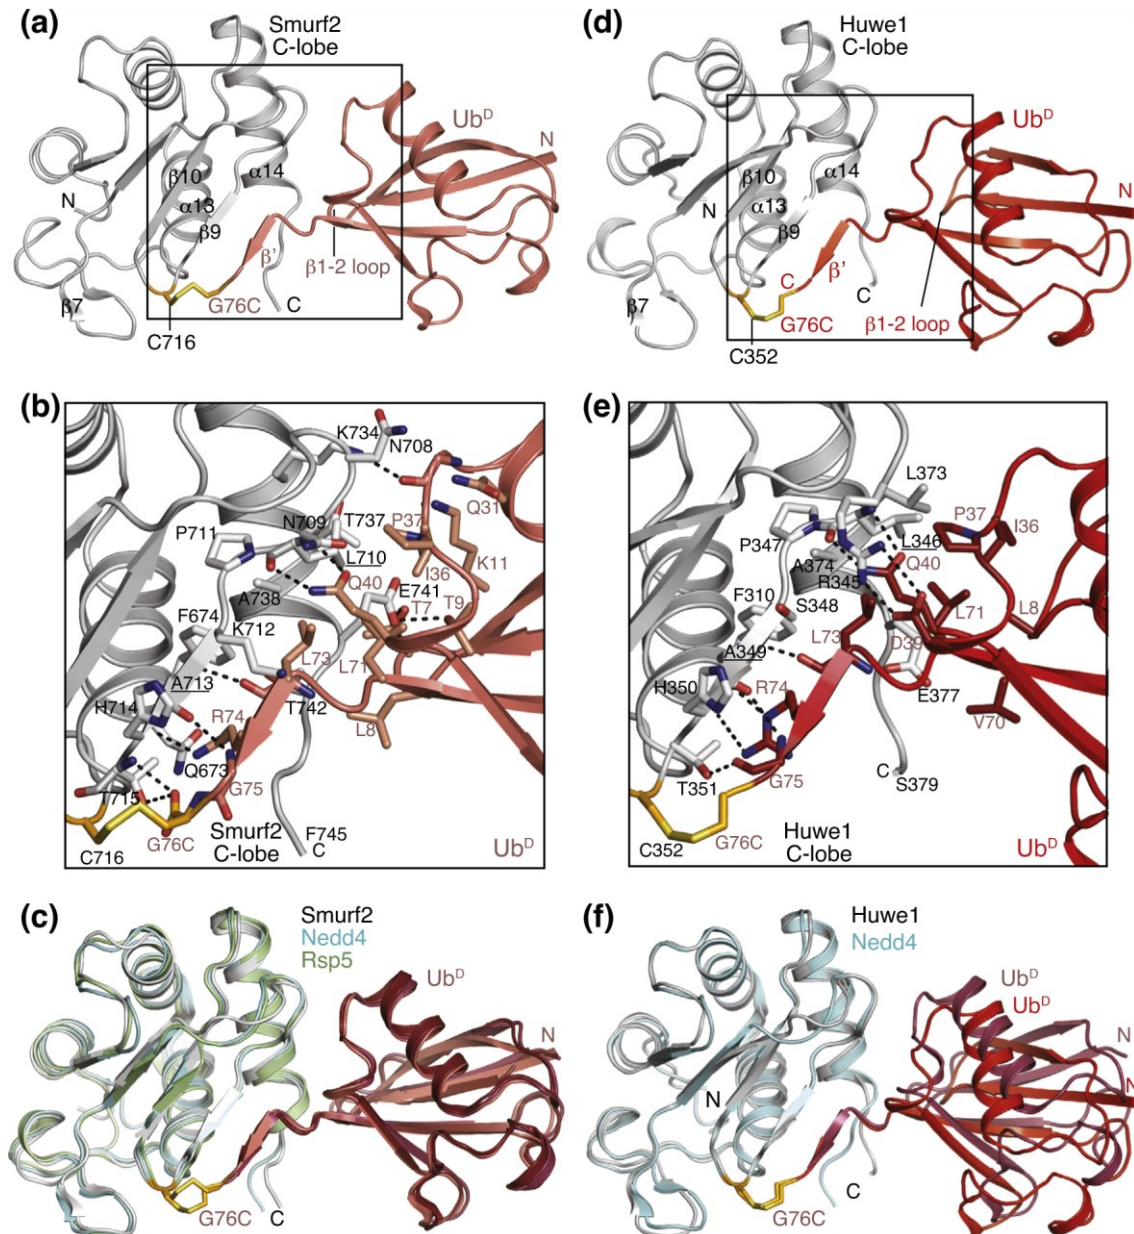 (a)
Smurf2
C-lobe
Ub^D
N
β10
α14
α13
N
β9
β'
β1-2 loop
β7
G76C
C
C716
(d)
Huwe1
C-lobe
Ub^D
β10
α14
N
N
α13
β9
C
β'
C
β7
G76C
β1-2 loop
C352
(b)
K734
N708
Q31
N709
T737
P37
P711
L710
K11
Q40
I36
A738
E741
T7
T9
F674
K712
L73
L71
A713
T742
H714
R74
L8
Q673
G75
T715
F745
G76C
Smurf2
C-lobe
C
Ub^D
C716
(e)
L373
P37
I36
P347
L346
A374
Q40
R345
F310
S348
L71
L8
L73
D39
A349
E377
H350
R74
V70
C
S379
T351
G75
G76C
Huwe1
C-lobe
C352
Ub^D
(c)
Smurf2
Nedd4
Rsp5
Ub^D
N
G76C
C
(f)
Huwe1
Nedd4
Ub^D
Ub^D
N
N
N
C
G76C